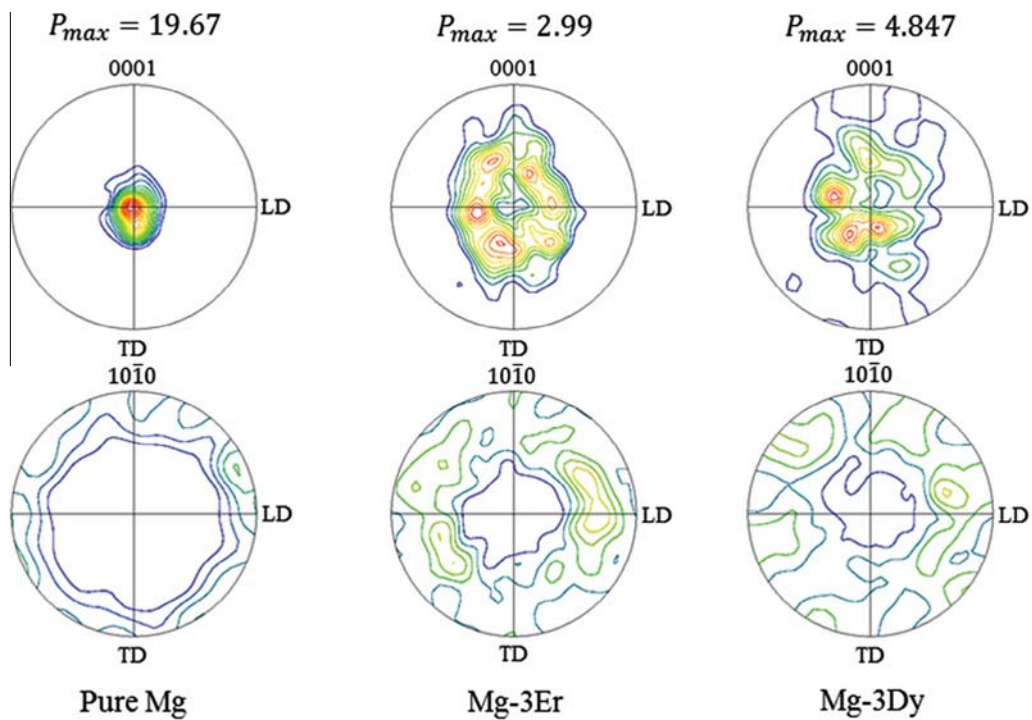 P_max = 19.67 P_max = 2.99 P_max = 4.847
0001 0001 0001
LD LD LD
TD TD TD
101̄0 101̄0 101̄0
LD LD LD
TD TD TD
Pure Mg Mg-3Er Mg-3Dy